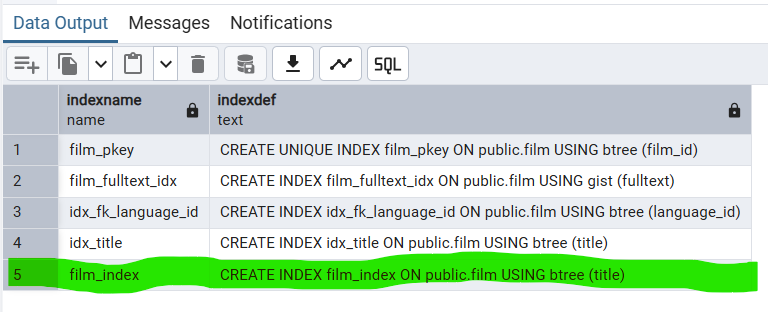 Data Output Messages Notifications
SQL
indexname indexdef
name text
1 film_pkey CREATE UNIQUE INDEX film_pkey ON public.film USING btree (film_id)
2 film_fulltext_idx CREATE INDEX film_fulltext_idx ON public.film USING gist (fulltext)
3 idx_fk_language_id CREATE INDEX idx_fk_language_id ON public.film USING btree (language_id)
4 idx_title CREATE INDEX idx_title ON public.film USING btree (title)
5 film_index CREATE INDEX film_index ON public.film USING btree (title)